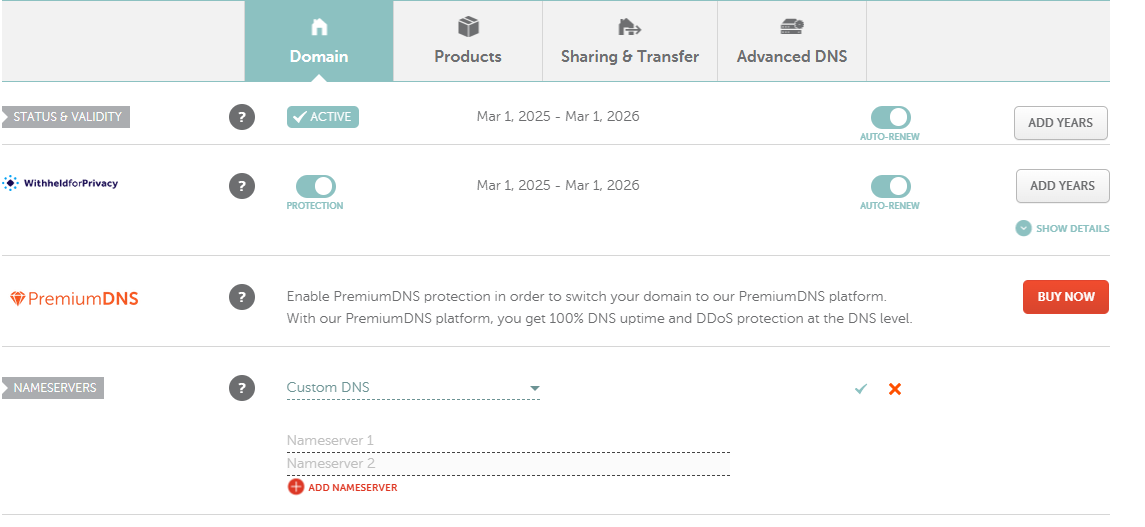 Domain
Products
Sharing & Transfer
Advanced DNS
STATUS & VALIDITY
?
ACTIVE
Mar 1, 2025 - Mar 1, 2026
AUTO-RENEW
ADD YEARS
WithheldforPrivacy
?
PROTECTION
Mar 1, 2025 - Mar 1, 2026
AUTO-RENEW
ADD YEARS
SHOW DETAILS
PremiumDNS
?
Enable PremiumDNS protection in order to switch your domain to our PremiumDNS platform.
With our PremiumDNS platform, you get 100% DNS uptime and DDoS protection at the DNS level.
BUY NOW
NAMESERVERS
?
Custom DNS
Nameserver 1
Nameserver 2
ADD NAMESERVER